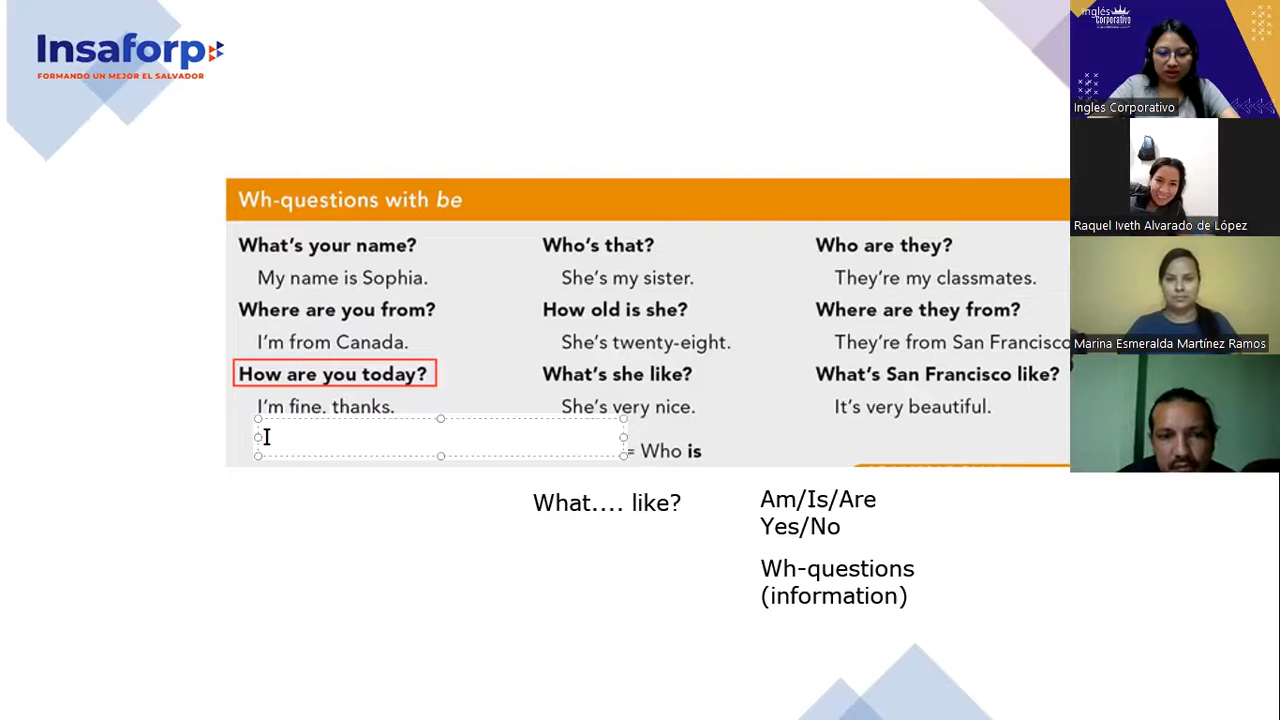 Insaforp
FORMANDO UN MEJOR EL SALVADOR
Wh-questions with be
What's your name?
My name is Sophia.
Where are you from?
I'm from Canada.
How are you today?
I'm fine, thanks.
Who's that?
She's my sister.
How old is she?
She's twenty-eight.
What's she like?
She's very nice.
= Who is
Who are they?
They're my classmates.
Where are they from?
They're from San Francisco
What's San Francisco like?
It's very beautiful.
What.... like?
Am/Is/Are
Yes/No
Wh-questions
(information)
Inglés
Corporativo
Ingles Corporativo
Raquel Iveth Alvarado de López
Marina Esmeralda Martínez Ramos